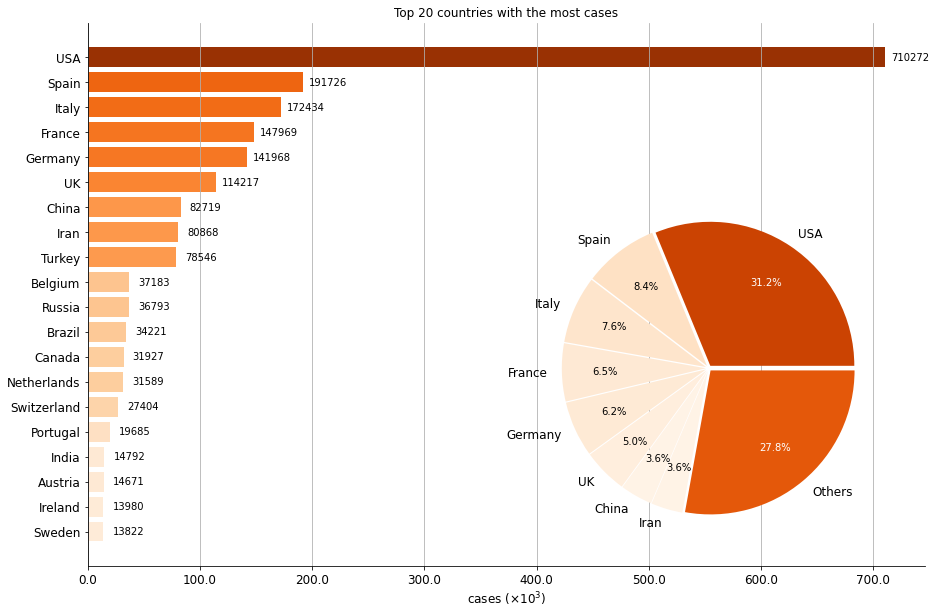 Top 20 countries with the most cases
USA 710272
Spain 191726
Italy 172434
France 147969
Germany 141968
UK 114217
China 82719
Iran 80868
Turkey 78546
Belgium 37183
Russia 36793
Brazil 34221
Canada 31927
Netherlands 31589
Switzerland 27404
Portugal 19685
India 14792
Austria 14671
Ireland 13980
Sweden 13822
USA 31.2%
Spain 8.4%
Italy 7.6%
France 6.5%
Germany 6.2%
UK 5.0%
China 3.6%
Iran 3.6%
Others 27.8%
0.0 100.0 200.0 300.0 400.0 500.0 600.0 700.0
cases (×10³)